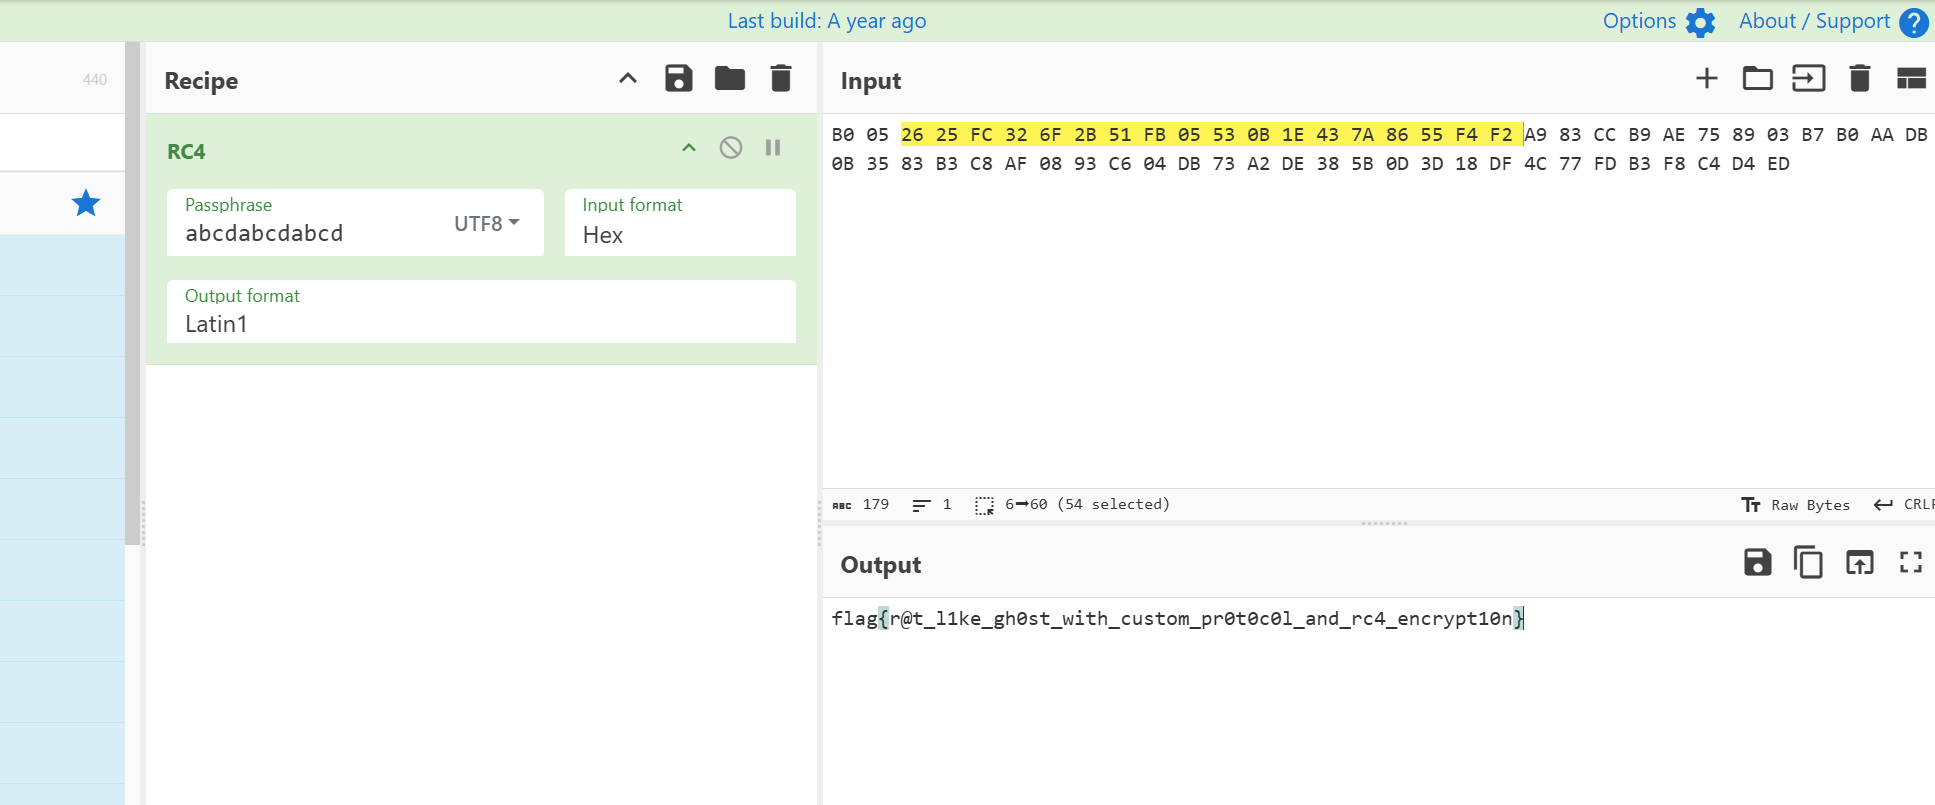 Last build: A year ago
Options
About / Support
440
Recipe
RC4
Passphrase
abcdabcdabcd
UTF8
Input format
Hex
Output format
Latin1
Input
B0 05 26 25 FC 32 6F 2B 51 FB 05 53 0B 1E 43 7A 86 55 F4 F2 A9 83 CC B9 AE 75 89 03 B7 B0 AA DB
0B 35 83 B3 C8 AF 08 93 C6 04 DB 73 A2 DE 38 5B 0D 3D 18 DF 4C 77 FD B3 F8 C4 D4 ED
ABC 179
1
6→60 (54 selected)
Raw Bytes
CRLF
Output
flag{r@t_l1ke_gh0st_with_custom_pr0t0c0l_and_rc4_encrypt10n}